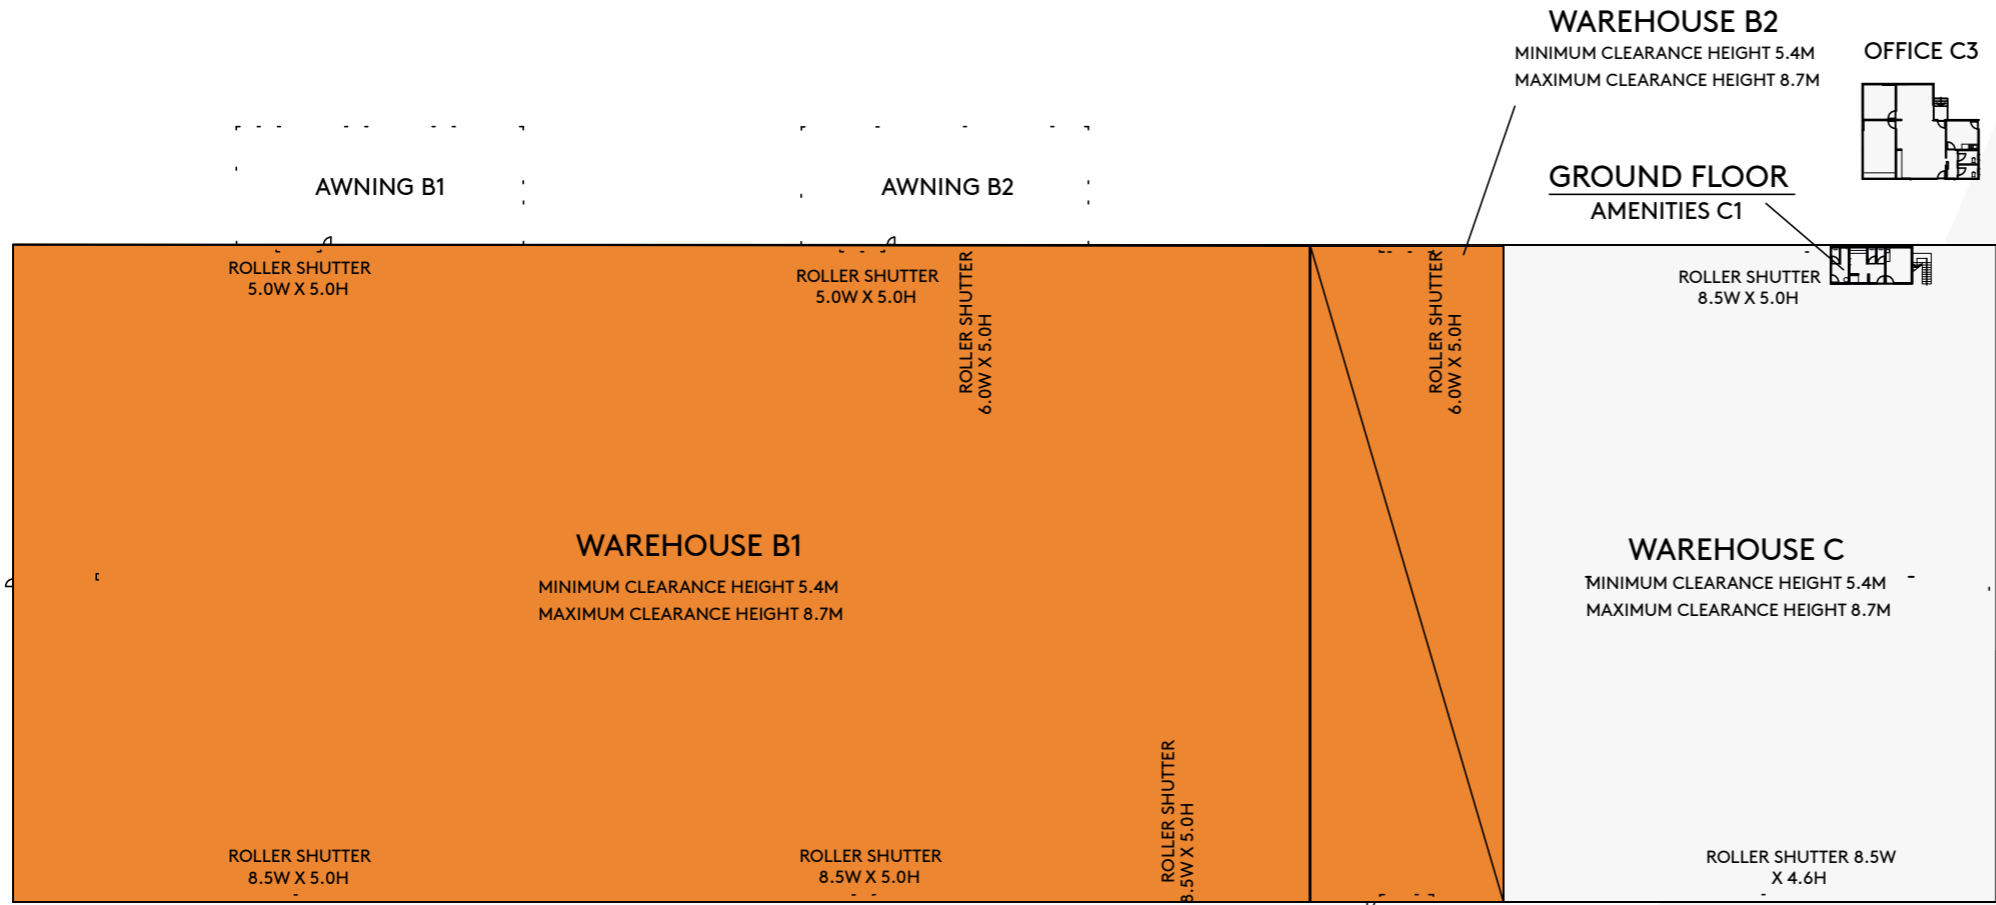 WAREHOUSE B2
MINIMUM CLEARANCE HEIGHT 5.4M
MAXIMUM CLEARANCE HEIGHT 8.7M
OFFICE C3
AWNING B1
AWNING B2
GROUND FLOOR
AMENITIES C1
ROLLER SHUTTER
5.0W X 5.0H
ROLLER SHUTTER
5.0W X 5.0H
ROLLER SHUTTER
6.0W X 5.0H
ROLLER SHUTTER
6.0W X 5.0H
ROLLER SHUTTER
8.5W X 5.0H
WAREHOUSE B1
MINIMUM CLEARANCE HEIGHT 5.4M
MAXIMUM CLEARANCE HEIGHT 8.7M
WAREHOUSE C
MINIMUM CLEARANCE HEIGHT 5.4M
MAXIMUM CLEARANCE HEIGHT 8.7M
ROLLER SHUTTER
8.5W X 5.0H
ROLLER SHUTTER
8.5W X 5.0H
ROLLER SHUTTER
8.5W X 5.0H
ROLLER SHUTTER 8.5W
X 4.6H